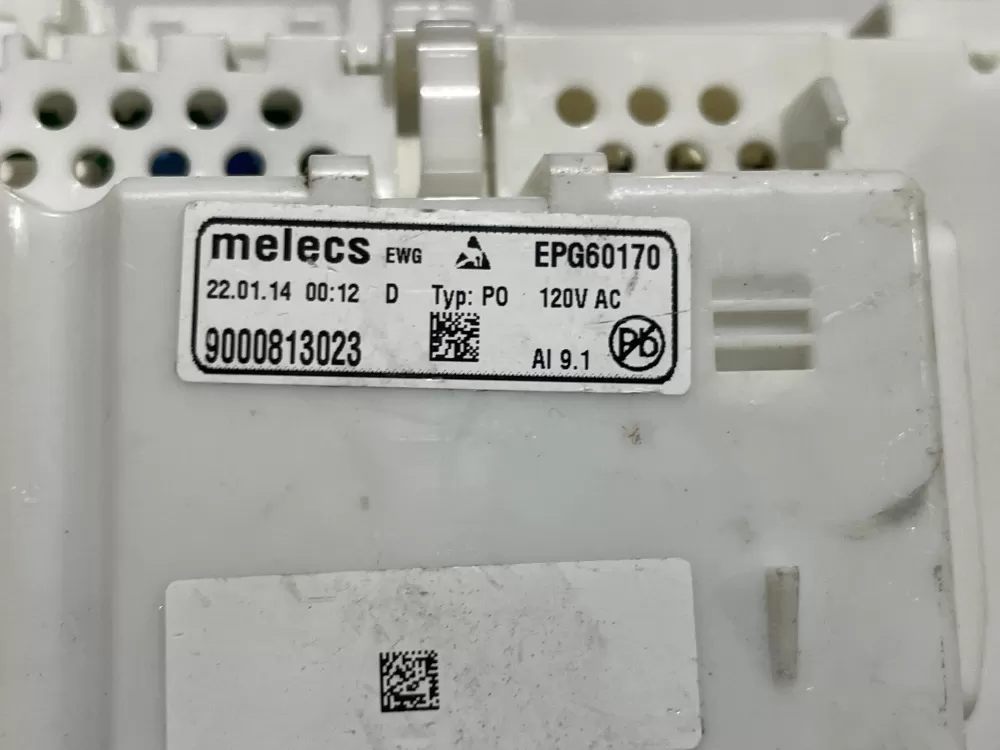 melecs EWG EPG60170
22.01.14 00:12 D Typ: P0 120V AC
9000813023 AI 9.1 Pb